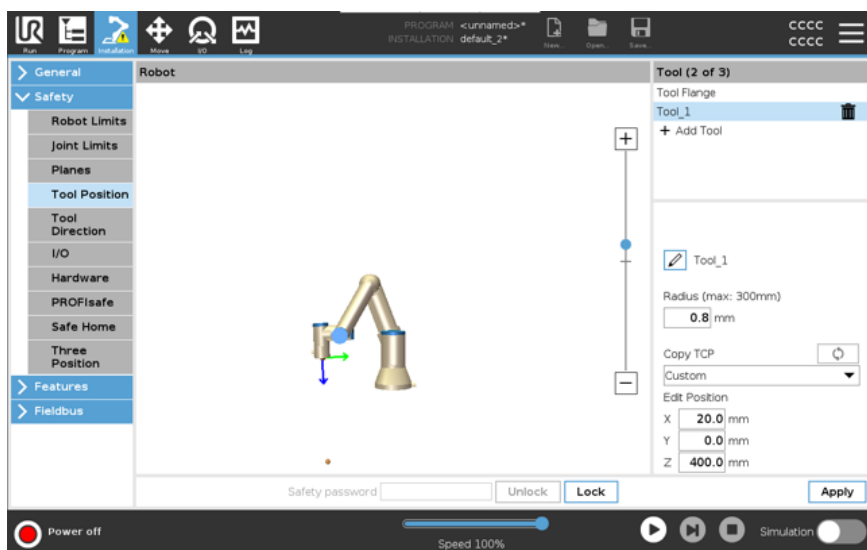 UR
Run
Program
Installation
Move
I/O
Log
PROGRAM <unnamed>*
INSTALLATION default_2*
New...
Open...
Save...
CCCC
CCCC
General
Safety
Robot Limits
Joint Limits
Planes
Tool Position
Tool
Direction
I/O
Hardware
PROFIsafe
Safe Home
Three
Position
Features
Fieldbus
Robot
Safety password
Unlock
Lock
Tool (2 of 3)
Tool Flange
Tool_1
+ Add Tool
Tool_1
Radius (max: 300mm)
0.8 mm
Copy TCP
Custom
Edit Position
X 20.0 mm
Y 0.0 mm
Z 400.0 mm
Apply
Power off
Speed 100%
Simulation